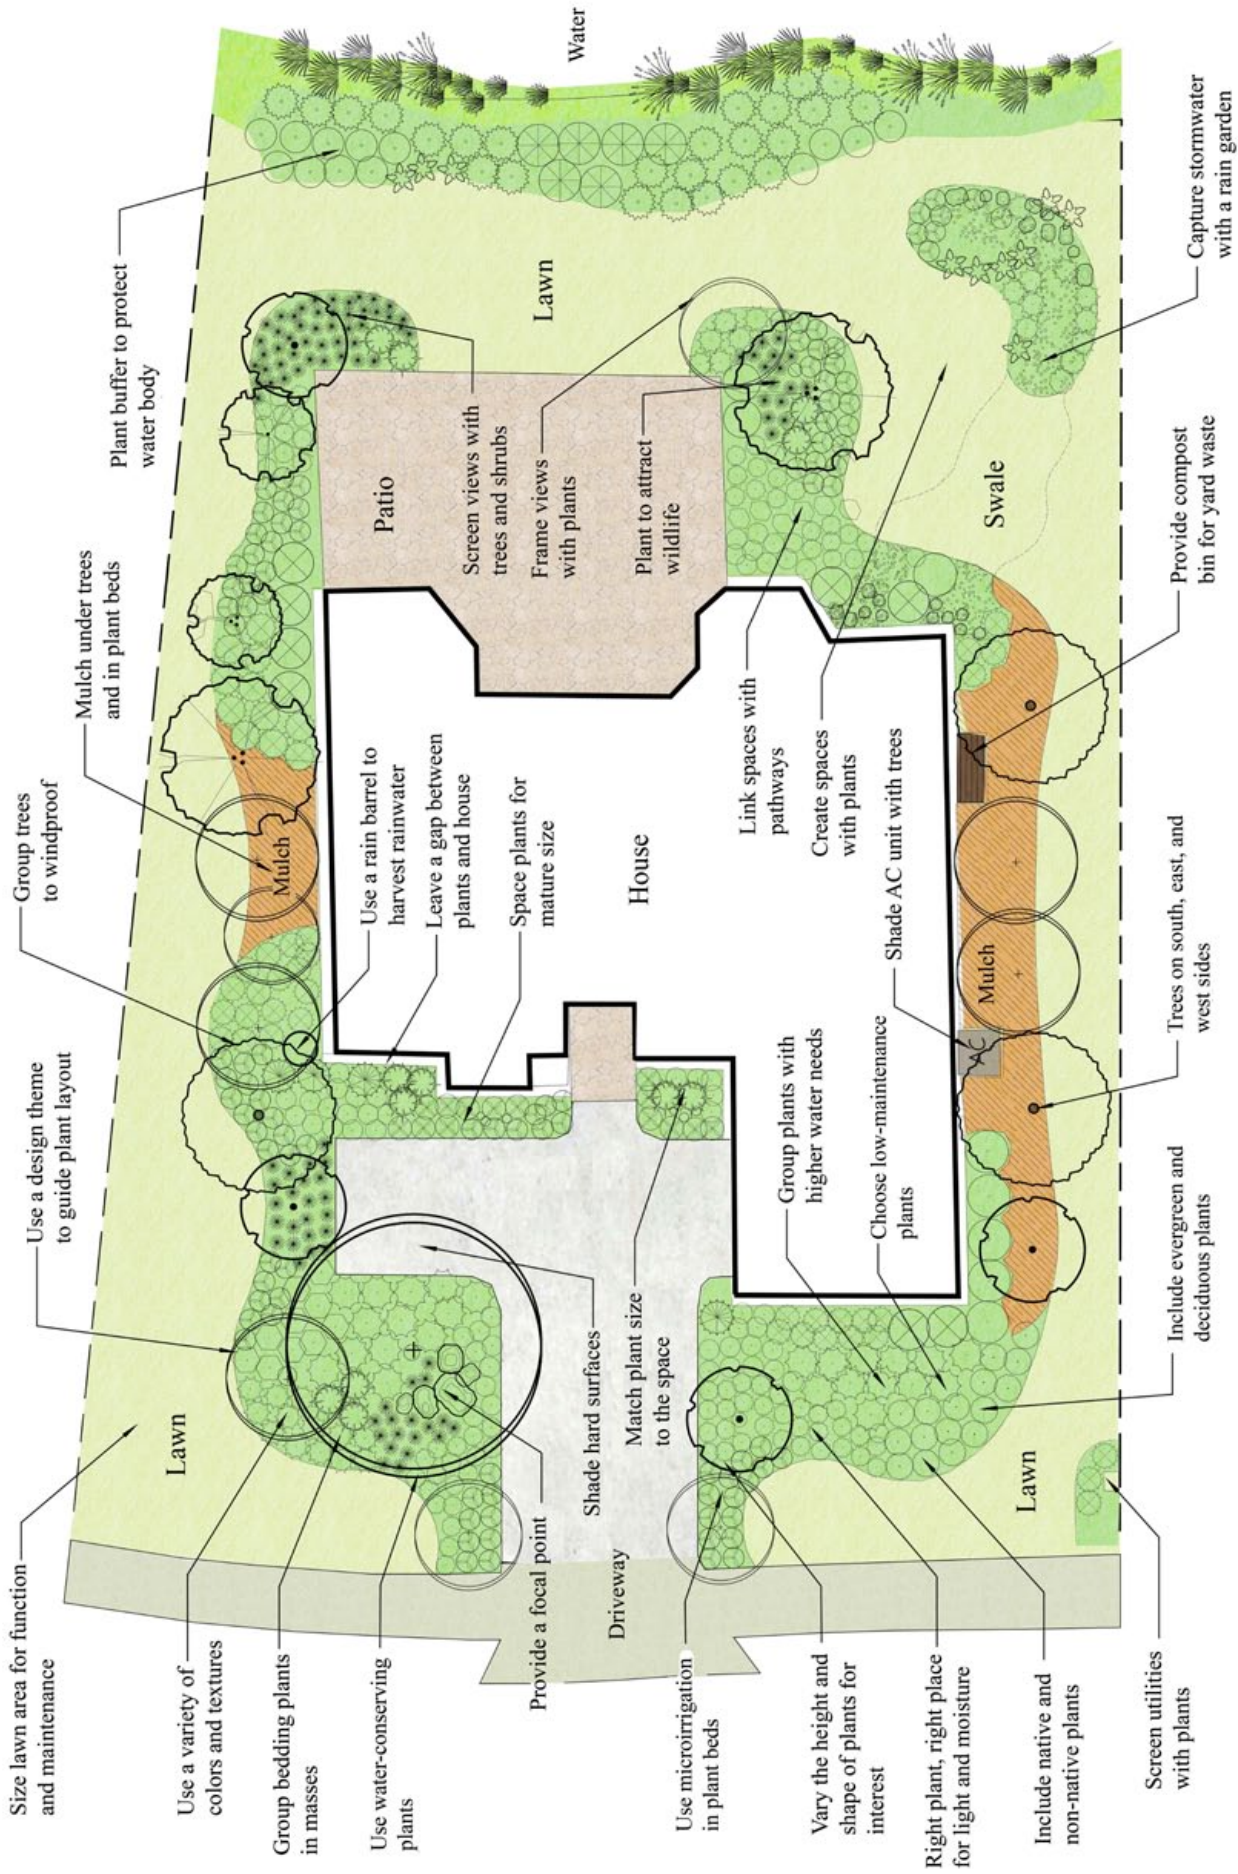 Size lawn area for function
and maintenance
Use a design theme
to guide plant layout
Group trees
to windproof
Mulch under trees
and in plant beds
Plant buffer to protect
water body
Water
Use a variety of
colors and textures
Group bedding plants
in masses
Use water-conserving
plants
Lawn
Mulch
Use a rain barrel to
harvest rainwater
Leave a gap between
plants and house
Space plants for
mature size
Patio
Screen views with
trees and shrubs
Frame views
with plants
Plant to attract
wildlife
Lawn
Provide a focal point
Driveway
Shade hard surfaces
Match plant size
to the space
House
Link spaces with
pathways
Create spaces
with plants
Group plants with
higher water needs
Choose low-maintenance
plants
Shade AC unit with trees
AC
Mulch
Swale
Use microirrigation
in plant beds
Vary the height and
shape of plants for
interest
Right plant, right place
for light and moisture
Include native and
non-native plants
Lawn
Screen utilities
with plants
Include evergreen and
deciduous plants
Trees on south, east, and
west sides
Provide compost
bin for yard waste
Capture stormwater
with a rain garden